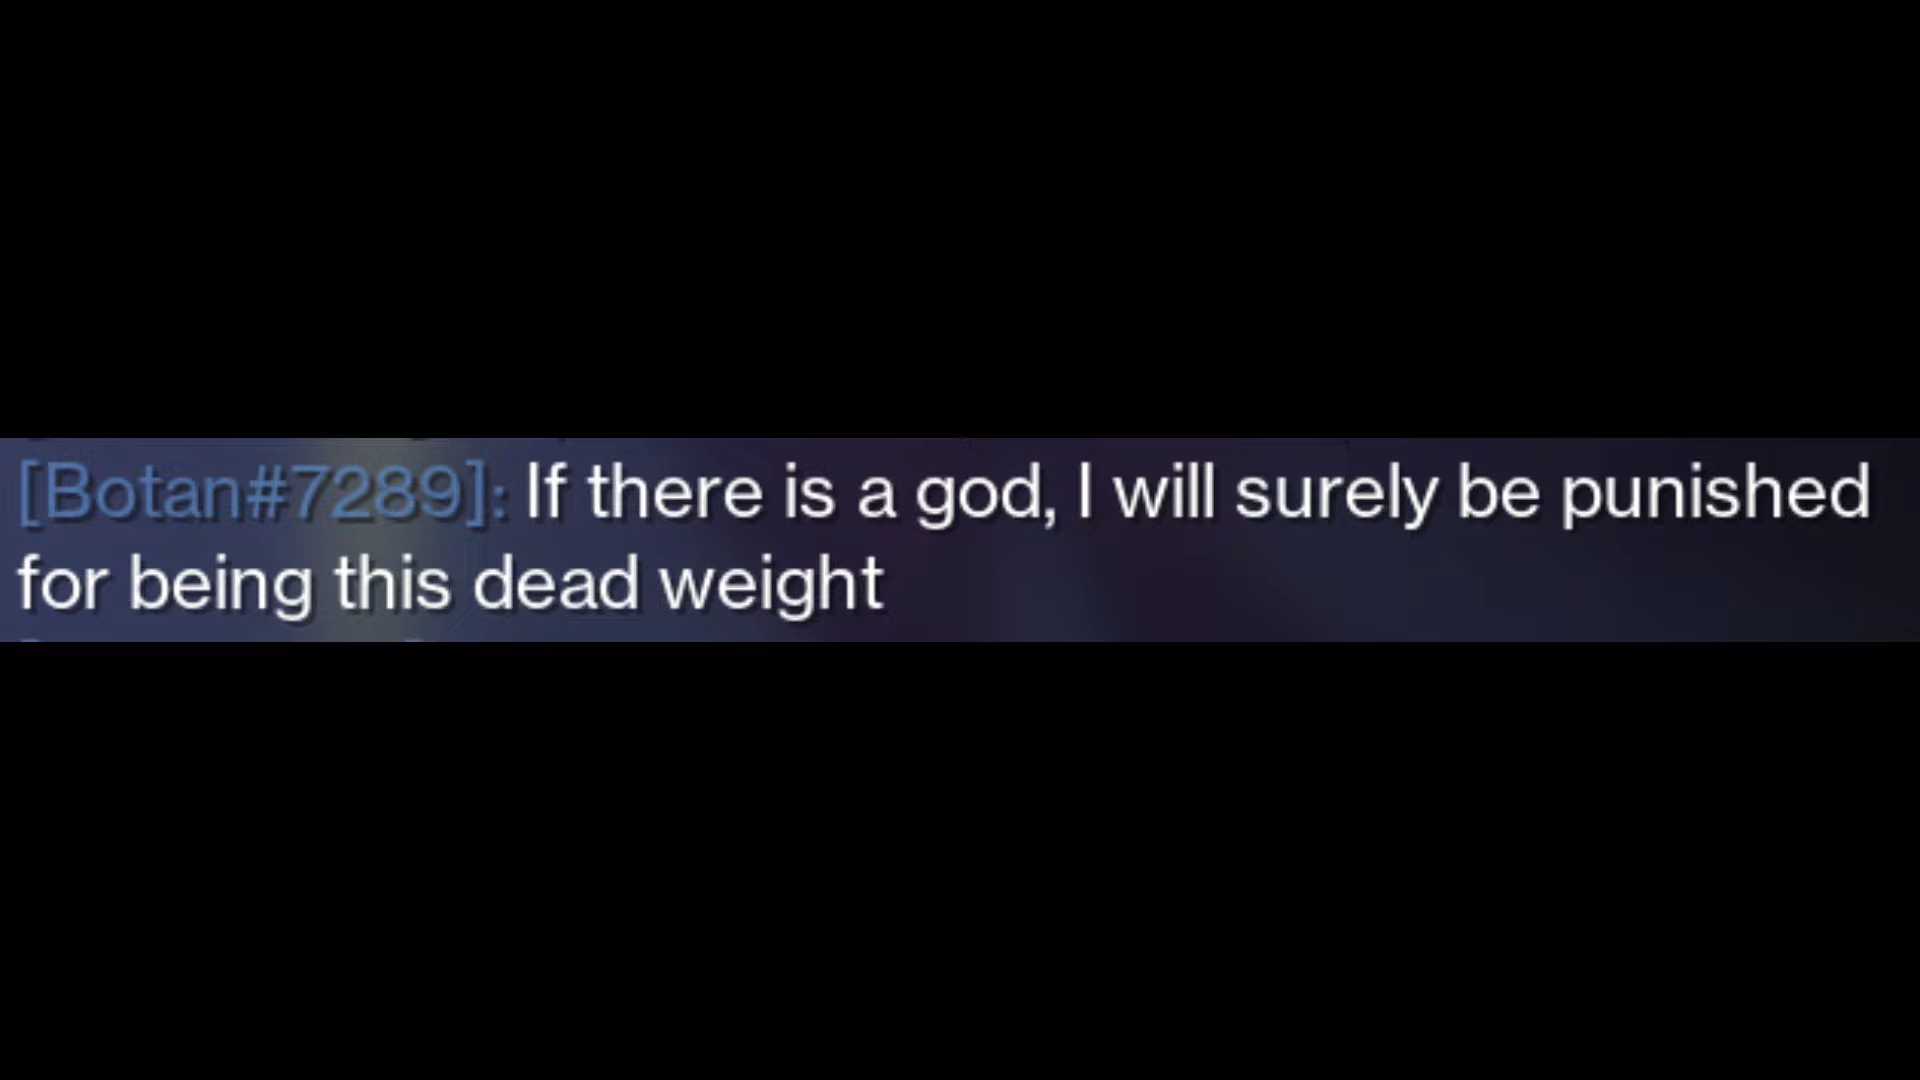 [Botan#7289]: If there is a god, I will surely be punished
for being this dead weight